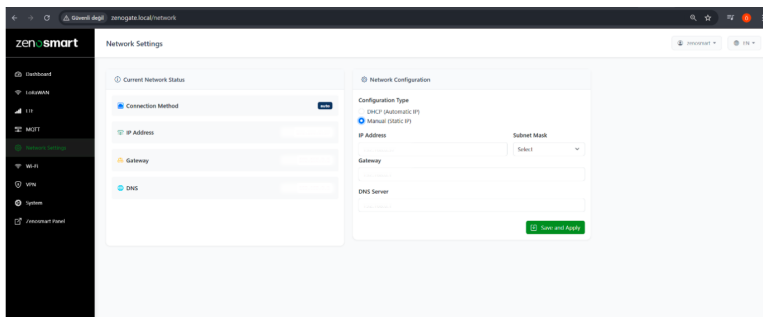 Güvenli değil
zenogate.local/network
zenosmart
Network Settings
zenosmart
EN
Dashboard
LoRaWAN
LTE
MQTT
Network Settings
Wi-Fi
VPN
System
Zenosmart Panel
Current Network Status
Connection Method
IP Address
Gateway
DNS
Network Configuration
Configuration Type
DHCP (Automatic IP)
Manual (Static IP)
IP Address
Subnet Mask
Select
Gateway
DNS Server
Save and Apply